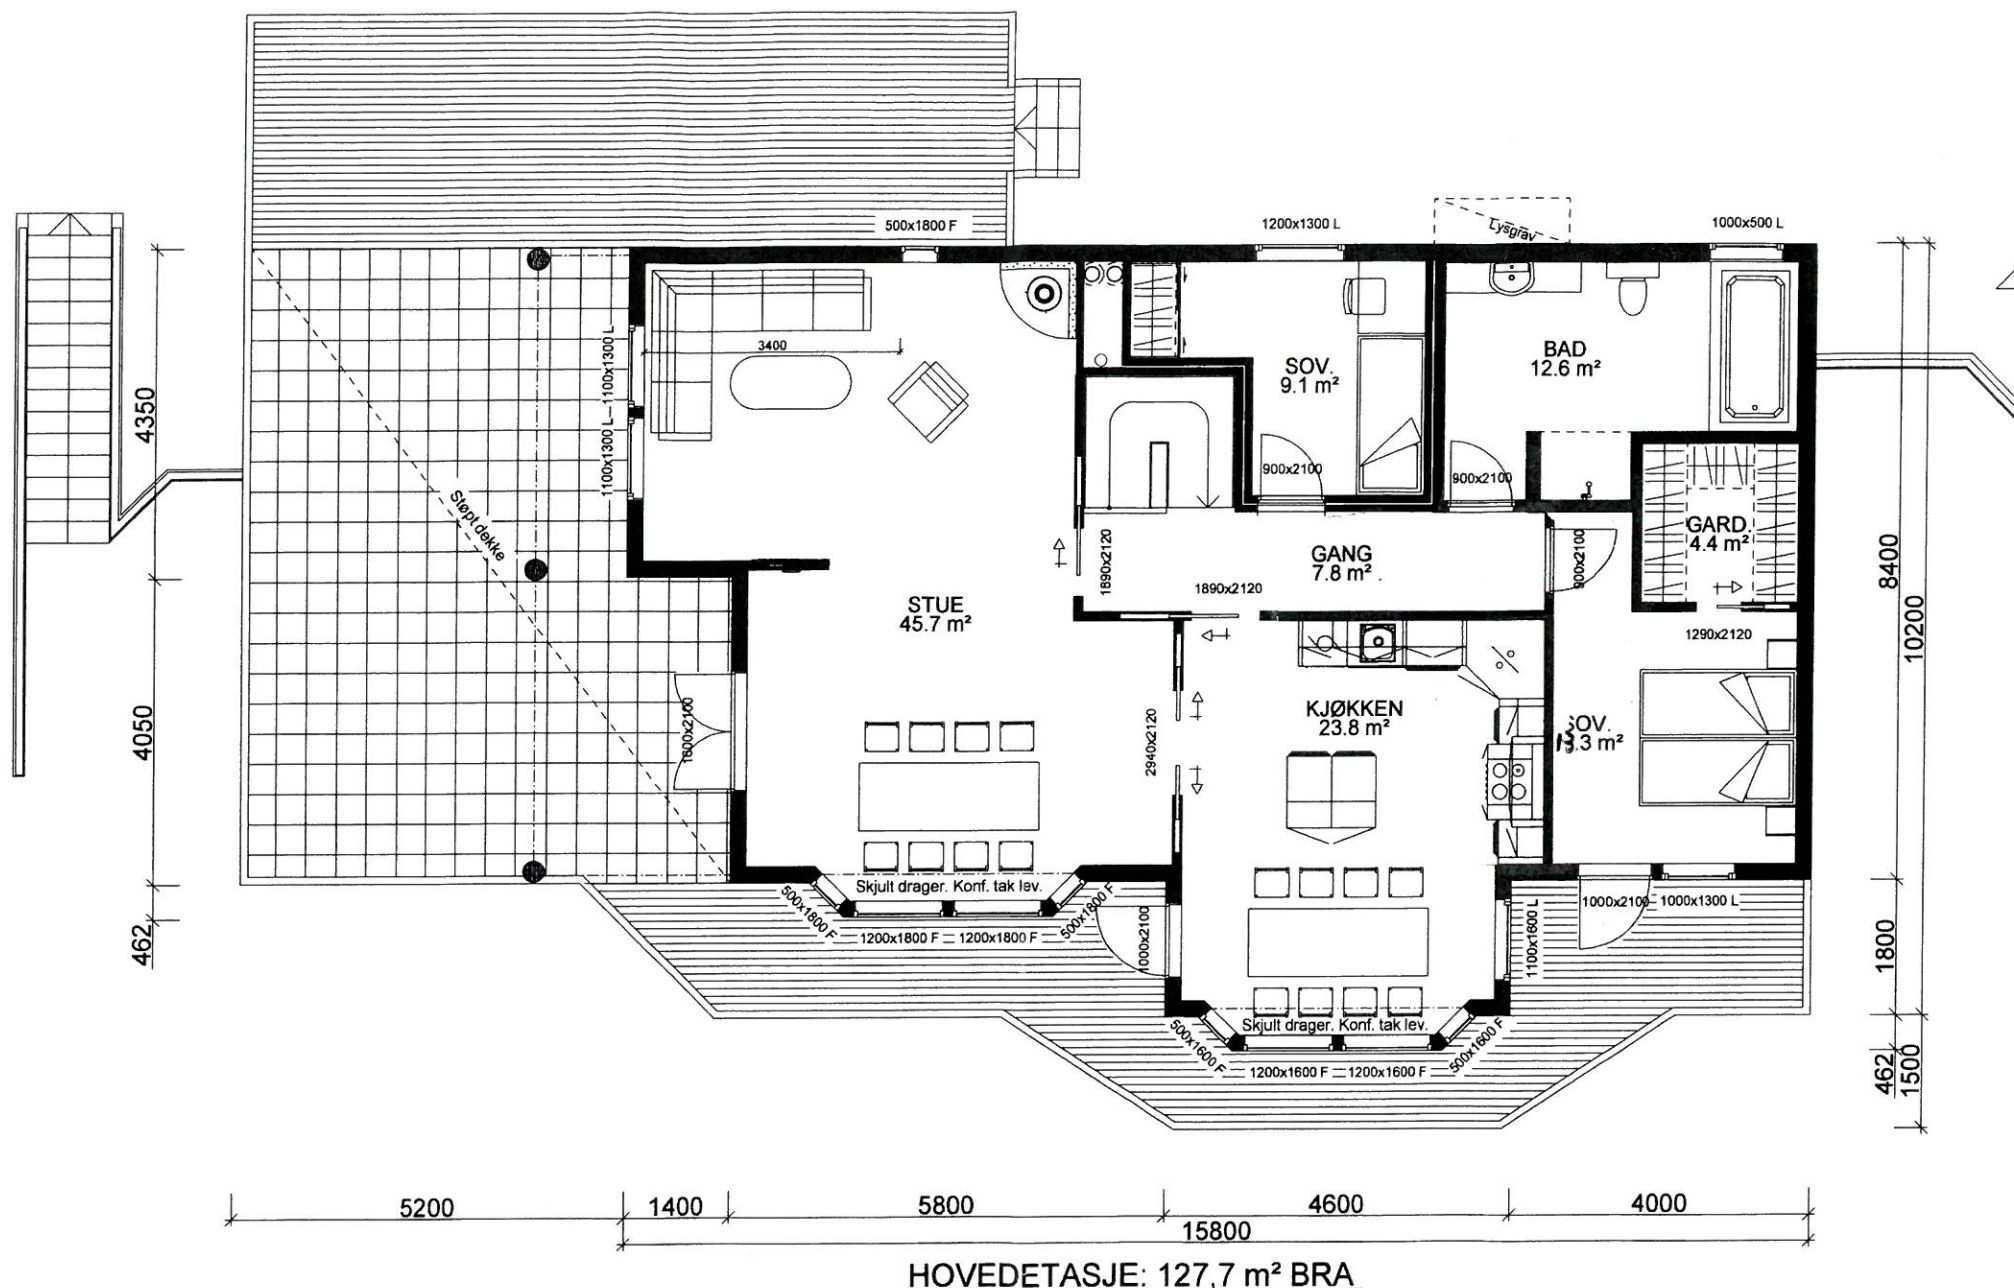 500x1800 F
1200x1300 L
Lysgrav
1000x500 L
3400
1100x1300 L
1100x1300 L
4350
SOV.
9.1 m²
BAD
12.6 m²
900x2100
900x2100
Støpt dekke
GARD.
4.4 m²
1890x2120
GANG
7.8 m²
900x2100
8400
1890x2120
STUE
45.7 m²
10200
1290x2120
4050
1600x2100
2940x2120
KJØKKEN
23.8 m²
SOV.
.3 m²
Skjult drager. Konf. tak lev.
500x1800 F
1200x1800 F
1200x1800 F
500x1800 F
1000x2100
1100x1600 L
1000x2100
1000x1300 L
462
1800
Skjult drager. Konf. tak lev.
500x1600 F
1200x1600 F
1200x1600 F
500x1600 F
462
1500
5200
1400
5800
4600
4000
15800
HOVEDETASJE: 127,7 m² BRA